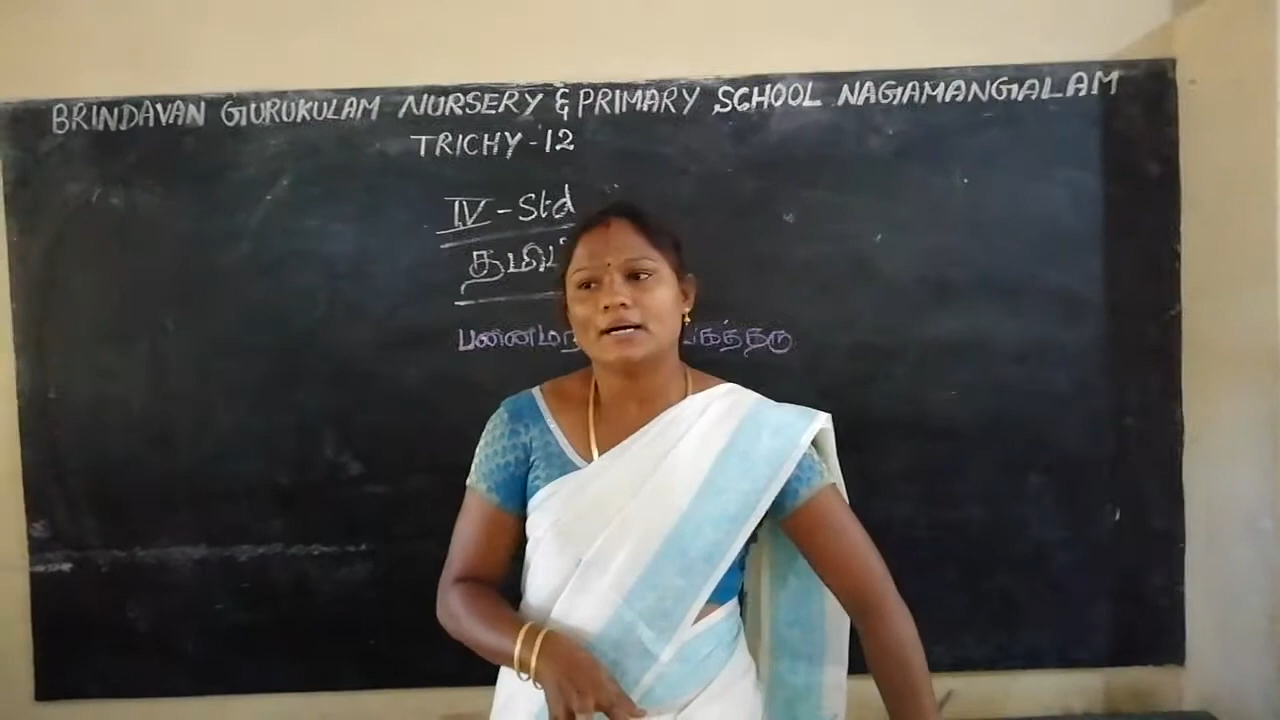 BRINDAVAN GURUKULAM NURSERY & PRIMARY SCHOOL NAGAMANGALAM
TRICHY - 12
IV - Std